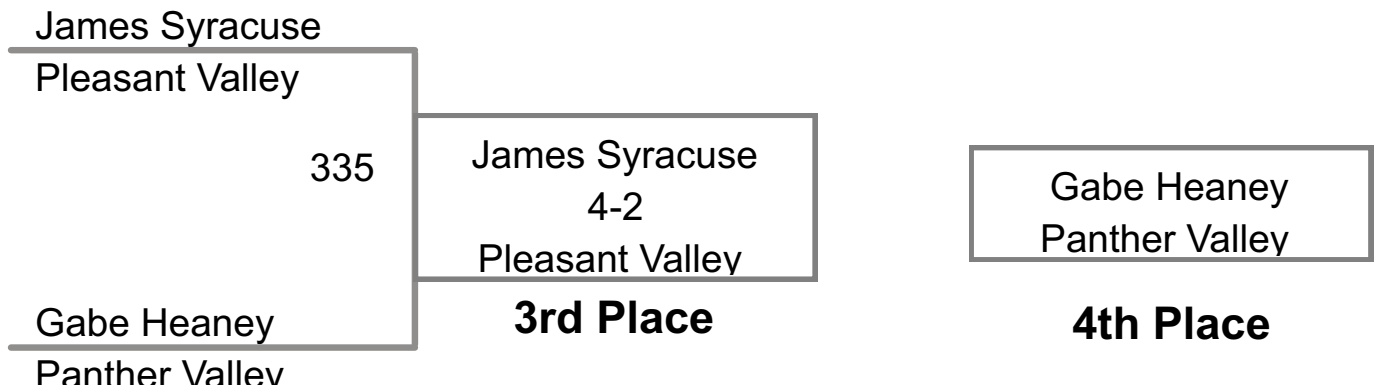 James Syracuse
Pleasant Valley
335
James Syracuse
4-2
Pleasant Valley
3rd Place
Gabe Heaney
Panther Valley
4th Place
Gabe Heaney
Panther Valley